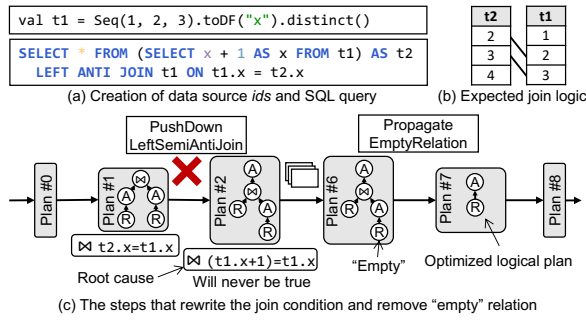 val t1 = Seq(1, 2, 3).toDF("x").distinct()
SELECT * FROM (SELECT x + 1 AS x FROM t1) AS t2
LEFT ANTI JOIN t1 ON t1.x = t2.x
(a) Creation of data source ids and SQL query
t2 t1
2 1
3 2
4 3
(b) Expected join logic
PushDown
LeftSemiAntiJoin
Propagate
EmptyRelation
Plan #0
Plan #1
⋈
A A
R R
Plan #2
A
⋈
R A
R
Plan #6
A
⋈
R A
R
Plan #7
A
R
Plan #8
⋈ t2.x=t1.x
Root cause
⋈ (t1.x+1)=t1.x
Will never be true
"Empty"
Optimized logical plan
(c) The steps that rewrite the join condition and remove "empty" relation